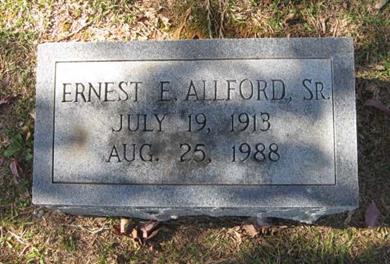 ERNEST E. ALLFORD, SR.
JULY 19, 1913
AUG. 25, 1988